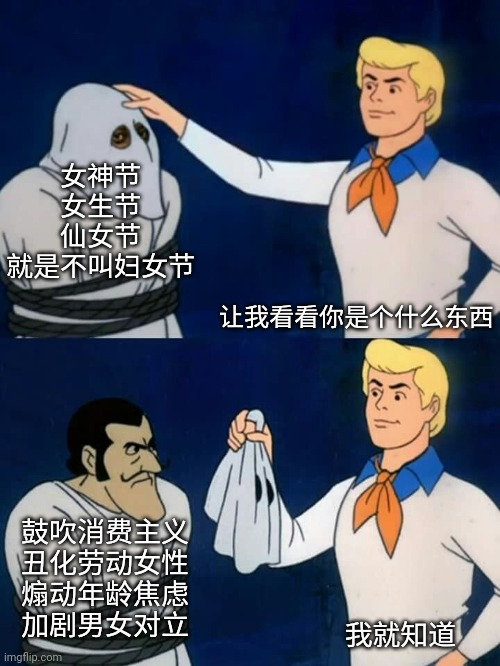 女神节
女生节
仙女节
就是不叫妇女节
让我看看你是个什么东西
鼓吹消费主义
丑化劳动女性
煽动年龄焦虑
加剧男女对立
我就知道
imgflip.com